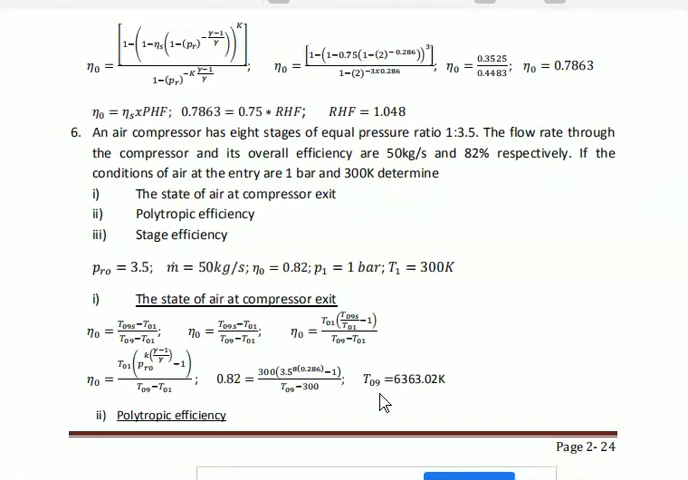 η₀ = [1−(1−ηₛ(1−(pᵣ)^(−(γ−1)/γ)))^K] / (1−(pᵣ)^(−K(γ−1)/γ)); η₀ = [1−(1−0.75(1−(2)^(−0.286)))^3] / (1−(2)^(−3x0.286)); η₀ = 0.3525/0.4483; η₀ = 0.7863
η₀ = ηₛxPHF; 0.7863 = 0.75 * RHF; RHF = 1.048
6. An air compressor has eight stages of equal pressure ratio 1:3.5. The flow rate through
the compressor and its overall efficiency are 50kg/s and 82% respectively. If the
conditions of air at the entry are 1 bar and 300K determine
i) The state of air at compressor exit
ii) Polytropic efficiency
iii) Stage efficiency
pᵣₒ = 3.5; ṁ = 50kg/s; η₀ = 0.82; p₁ = 1 bar; T₁ = 300K
i) The state of air at compressor exit
η₀ = (T₀₉ₛ−T₀₁)/(T₀₉−T₀₁); η₀ = (T₀₉ₛ−T₀₁)/(T₀₉−T₀₁); η₀ = T₀₁(T₀₉ₛ/T₀₁ −1)/(T₀₉−T₀₁)
η₀ = T₀₁(pᵣₒ^(k((γ−1)/γ)) −1)/(T₀₉−T₀₁); 0.82 = 300(3.5^(8(0.286))−1)/(T₀₉−300); T₀₉ =6363.02K
ii) Polytropic efficiency
Page 2- 24